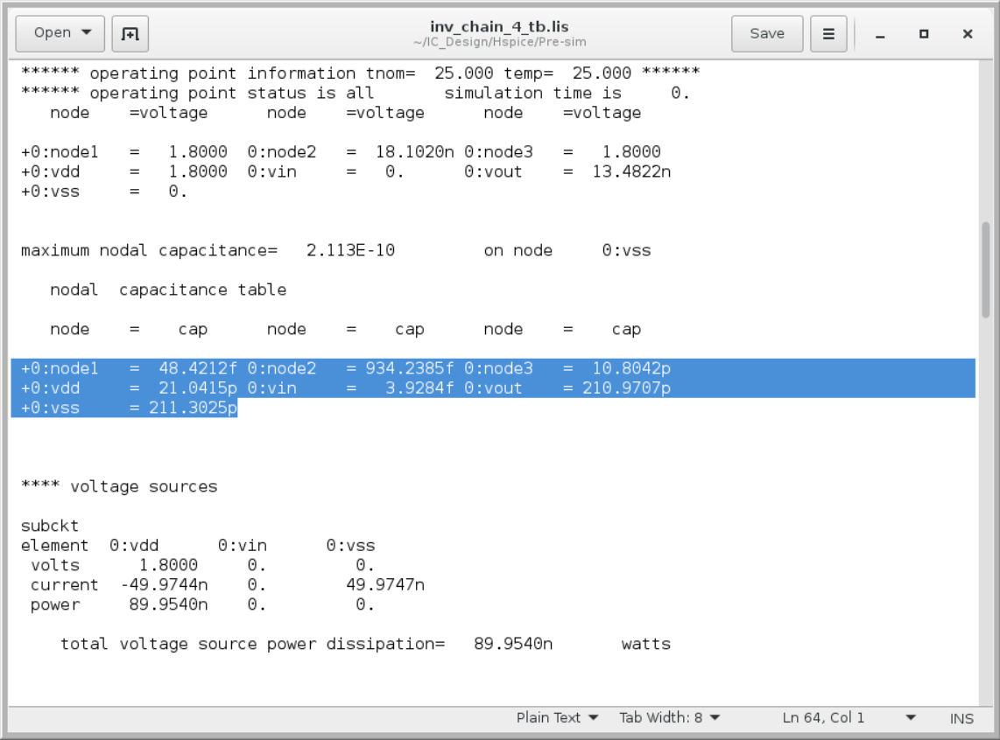 Open
inv_chain_4_tb.lis
~/IC_Design/Hspice/Pre-sim
Save
****** operating point information tnom=  25.000 temp=  25.000 ******
****** operating point status is all       simulation time is     0.
   node    =voltage      node    =voltage      node    =voltage
+0:node1   =   1.8000  0:node2   =  18.1020n 0:node3   =   1.8000
+0:vdd     =   1.8000  0:vin     =   0.      0:vout    =  13.4822n
+0:vss     =   0.
maximum nodal capacitance=   2.113E-10         on node     0:vss
   nodal  capacitance table
   node    =    cap      node    =    cap      node    =    cap
+0:node1   =  48.4212f 0:node2   = 934.2385f 0:node3   =  10.8042p
+0:vdd     =  21.0415p 0:vin     =   3.9284f 0:vout    = 210.9707p
+0:vss     = 211.3025p
**** voltage sources
subckt
element  0:vdd      0:vin      0:vss
 volts      1.8000     0.         0.
 current  -49.9744n    0.        49.9747n
 power     89.9540n    0.         0.
    total voltage source power dissipation=   89.9540n       watts
Plain Text  Tab Width: 8  Ln 64, Col 1  INS